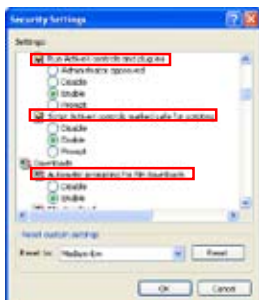 Security Settings
Settings:
Run ActiveX controls and plug-ins
Administrator approved
Disable
Enable
Prompt
Script ActiveX controls marked safe for scripting
Disable
Enable
Prompt
Downloads
Automatic prompting for file downloads
Disable
Enable
Reset custom settings
Reset to: Medium-low Reset
OK Cancel